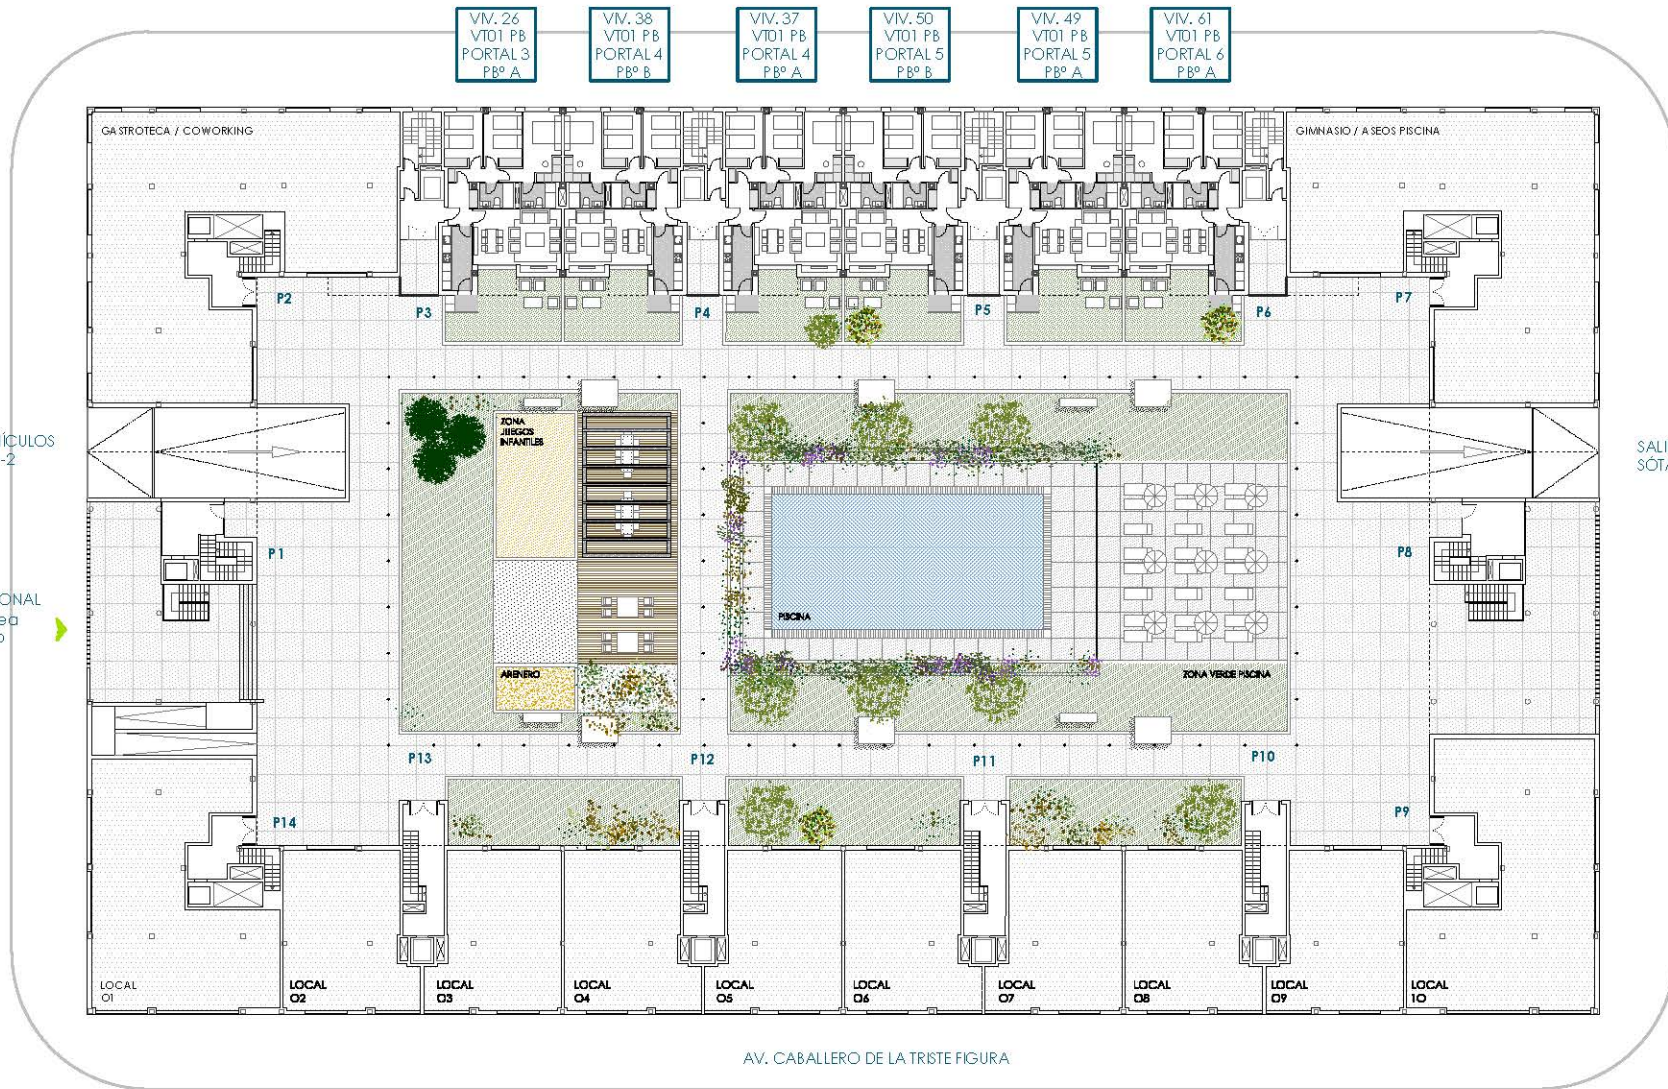 VIV. 26
VT01 PB
PORTAL 3
PBº A
VIV. 38
VT01 PB
PORTAL 4
PBº B
VIV. 37
VT01 PB
PORTAL 4
PBº A
VIV. 50
VT01 PB
PORTAL 5
PBº B
VIV. 49
VT01 PB
PORTAL 5
PBº A
VIV. 61
VT01 PB
PORTAL 6
PBº A
GASTROTECA / COWORKING
GIMNASIO / ASEOS PISCINA
P2
P3
P4
P5
P6
P7
ZONA
JUEGOS
INFANTILES
ÍCULOS
-2
SALI
SÓTA
P1
P8
ONAL
PISCINA
ARENERO
ZONA VERDE PISCINA
P13
P12
P11
P10
P14
P9
LOCAL
01
LOCAL
02
LOCAL
03
LOCAL
04
LOCAL
05
LOCAL
06
LOCAL
07
LOCAL
08
LOCAL
09
LOCAL
10
AV. CABALLERO DE LA TRISTE FIGURA